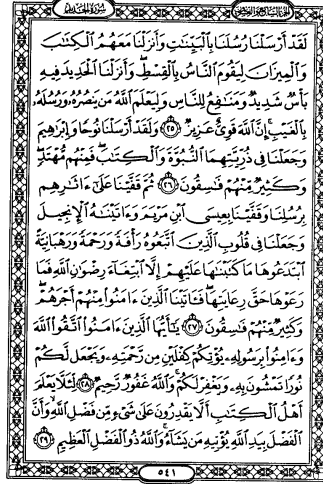 الجزء السابع والعشرون
سورة الحديد
لَقَدْ أَرْسَلْنَا رُسُلَنَا بِالْبَيِّنَٰتِ وَأَنزَلْنَا مَعَهُمُ الْكِتَٰبَ
وَالْمِيزَانَ لِيَقُومَ النَّاسُ بِالْقِسْطِ ۖ وَأَنزَلْنَا الْحَدِيدَ فِيهِ
بَأْسٌ شَدِيدٌ وَمَنَٰفِعُ لِلنَّاسِ وَلِيَعْلَمَ اللَّهُ مَن يَنصُرُهُۥ وَرُسُلَهُۥ
بِالْغَيْبِ ۚ إِنَّ اللَّهَ قَوِىٌّ عَزِيزٌ ٢٥ وَلَقَدْ أَرْسَلْنَا نُوحًا وَإِبْرَٰهِيمَ
وَجَعَلْنَا فِى ذُرِّيَّتِهِمَا النُّبُوَّةَ وَالْكِتَٰبَ ۖ فَمِنْهُم مُّهْتَدٍ ۖ
وَكَثِيرٌ مِّنْهُمْ فَٰسِقُونَ ٢٦ ثُمَّ قَفَّيْنَا عَلَىٰٓ ءَاثَٰرِهِم
بِرُسُلِنَا وَقَفَّيْنَا بِعِيسَى ابْنِ مَرْيَمَ وَءَاتَيْنَٰهُ الْإِنجِيلَ
وَجَعَلْنَا فِى قُلُوبِ الَّذِينَ اتَّبَعُوهُ رَأْفَةً وَرَحْمَةً وَرَهْبَانِيَّةً
ابْتَدَعُوهَا مَا كَتَبْنَٰهَا عَلَيْهِمْ إِلَّا ابْتِغَآءَ رِضْوَٰنِ اللَّهِ فَمَا
رَعَوْهَا حَقَّ رِعَايَتِهَا ۖ فَـَٔاتَيْنَا الَّذِينَ ءَامَنُوا مِنْهُمْ أَجْرَهُمْ ۖ
وَكَثِيرٌ مِّنْهُمْ فَٰسِقُونَ ٢٧ يَٰٓأَيُّهَا الَّذِينَ ءَامَنُوا اتَّقُوا اللَّهَ
وَءَامِنُوا بِرَسُولِهِۦ يُؤْتِكُمْ كِفْلَيْنِ مِن رَّحْمَتِهِۦ وَيَجْعَل لَّكُمْ
نُورًا تَمْشُونَ بِهِۦ وَيَغْفِرْ لَكُمْ ۚ وَاللَّهُ غَفُورٌ رَّحِيمٌ ٢٨ لِّئَلَّا يَعْلَمَ
أَهْلُ الْكِتَٰبِ أَلَّا يَقْدِرُونَ عَلَىٰ شَىْءٍ مِّن فَضْلِ اللَّهِ ۙ وَأَنَّ
الْفَضْلَ بِيَدِ اللَّهِ يُؤْتِيهِ مَن يَشَآءُ ۚ وَاللَّهُ ذُو الْفَضْلِ الْعَظِيمِ ٢٩
٥٤١